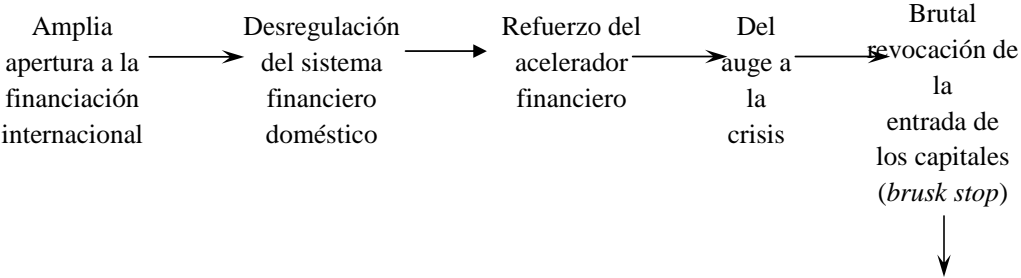 Amplia
apertura a la
financiación
internacional
Desregulación
del sistema
financiero
doméstico
Refuerzo del
acelerador
financiero
Del
auge a
la
crisis
Brutal
revocación de
la
entrada de
los capitales
(brusk stop)